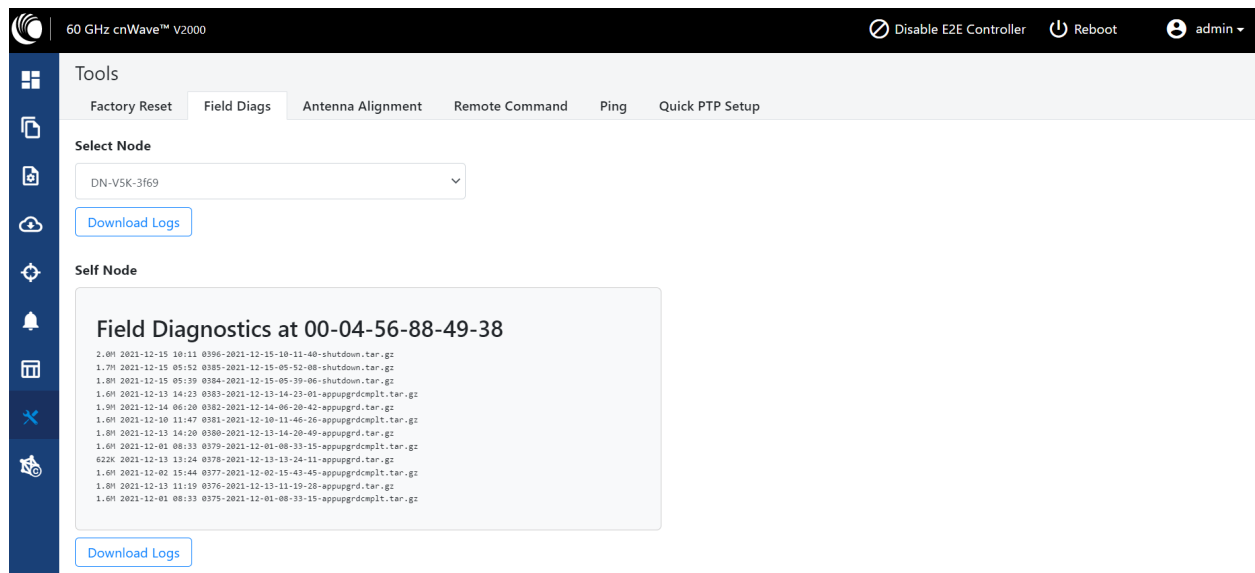 60 GHz cnWave™ V2000
Disable E2E Controller
Reboot
admin
Tools
Factory Reset
Field Diags
Antenna Alignment
Remote Command
Ping
Quick PTP Setup
Select Node
DN-V5K-3f69
Download Logs
Self Node
Field Diagnostics at 00-04-56-88-49-38
2.0M 2021-12-15 10:11 0396-2021-12-15-10-11-40-shutdown.tar.gz
1.7M 2021-12-15 05:52 0385-2021-12-15-05-52-08-shutdown.tar.gz
1.8M 2021-12-15 05:39 0384-2021-12-15-05-39-06-shutdown.tar.gz
1.6M 2021-12-13 14:23 0383-2021-12-13-14-23-01-appupgrdcmplt.tar.gz
1.9M 2021-12-14 06:20 0382-2021-12-14-06-20-42-appupgrd.tar.gz
1.6M 2021-12-10 11:47 0381-2021-12-10-11-46-26-appupgrdcmplt.tar.gz
1.8M 2021-12-13 14:20 0380-2021-12-13-14-20-49-appupgrd.tar.gz
1.6M 2021-12-01 08:33 0379-2021-12-01-08-33-15-appupgrdcmplt.tar.gz
622K 2021-12-13 13:24 0378-2021-12-13-13-24-11-appupgrd.tar.gz
1.6M 2021-12-02 15:44 0377-2021-12-02-15-43-45-appupgrdcmplt.tar.gz
1.8M 2021-12-13 11:19 0376-2021-12-13-11-19-28-appupgrd.tar.gz
1.6M 2021-12-01 08:33 0375-2021-12-01-08-33-15-appupgrdcmplt.tar.gz
Download Logs